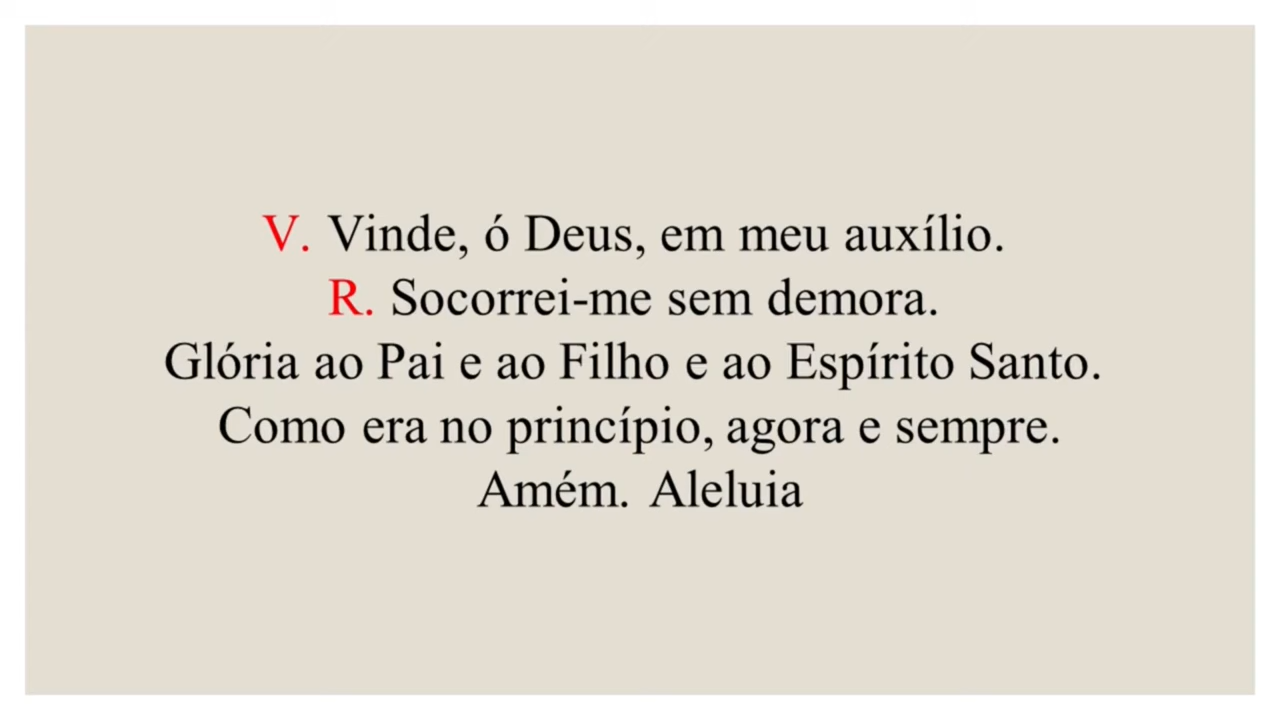 V. Vinde, ó Deus, em meu auxílio.
R. Socorrei-me sem demora.
Glória ao Pai e ao Filho e ao Espírito Santo.
Como era no princípio, agora e sempre.
Amém. Aleluia